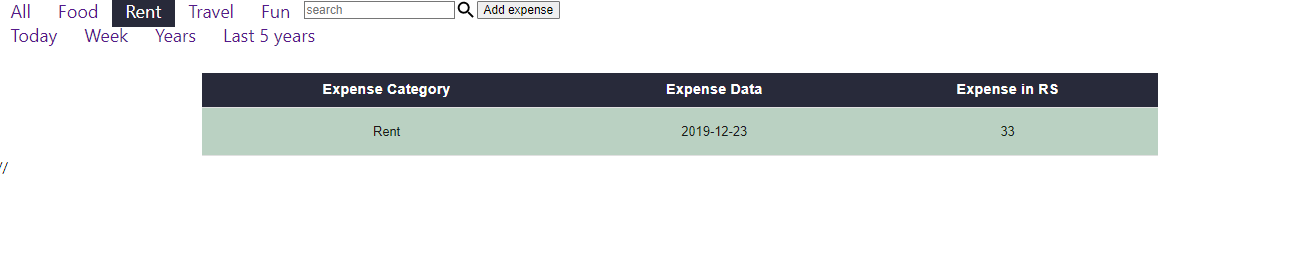 All Food Rent Travel Fun search Add expense
Today Week Years Last 5 years
Expense Category Expense Data Expense in RS
Rent 2019-12-23 33
//